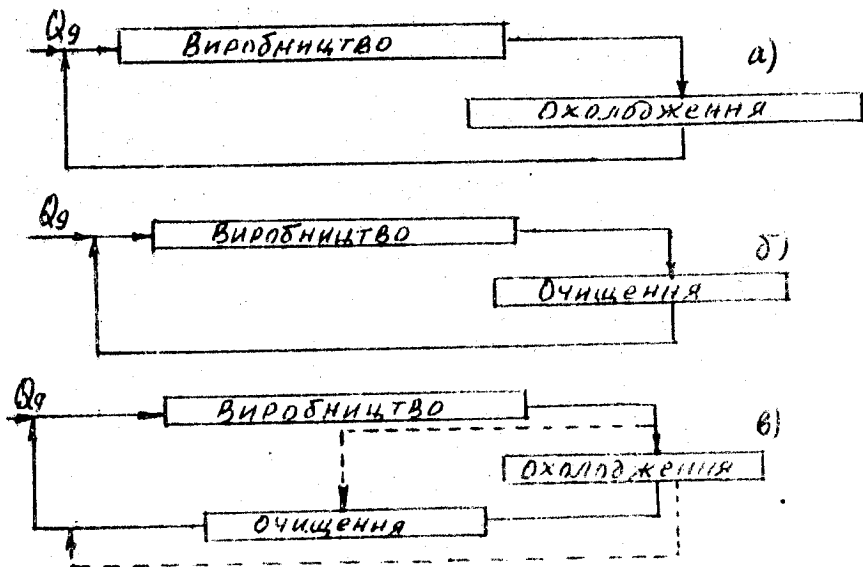 Qg
Виробництво
а)
Охолодження
Qg
Виробництво
б)
Очищення
Qg
Виробництво
в)
Охолодження
Очищення